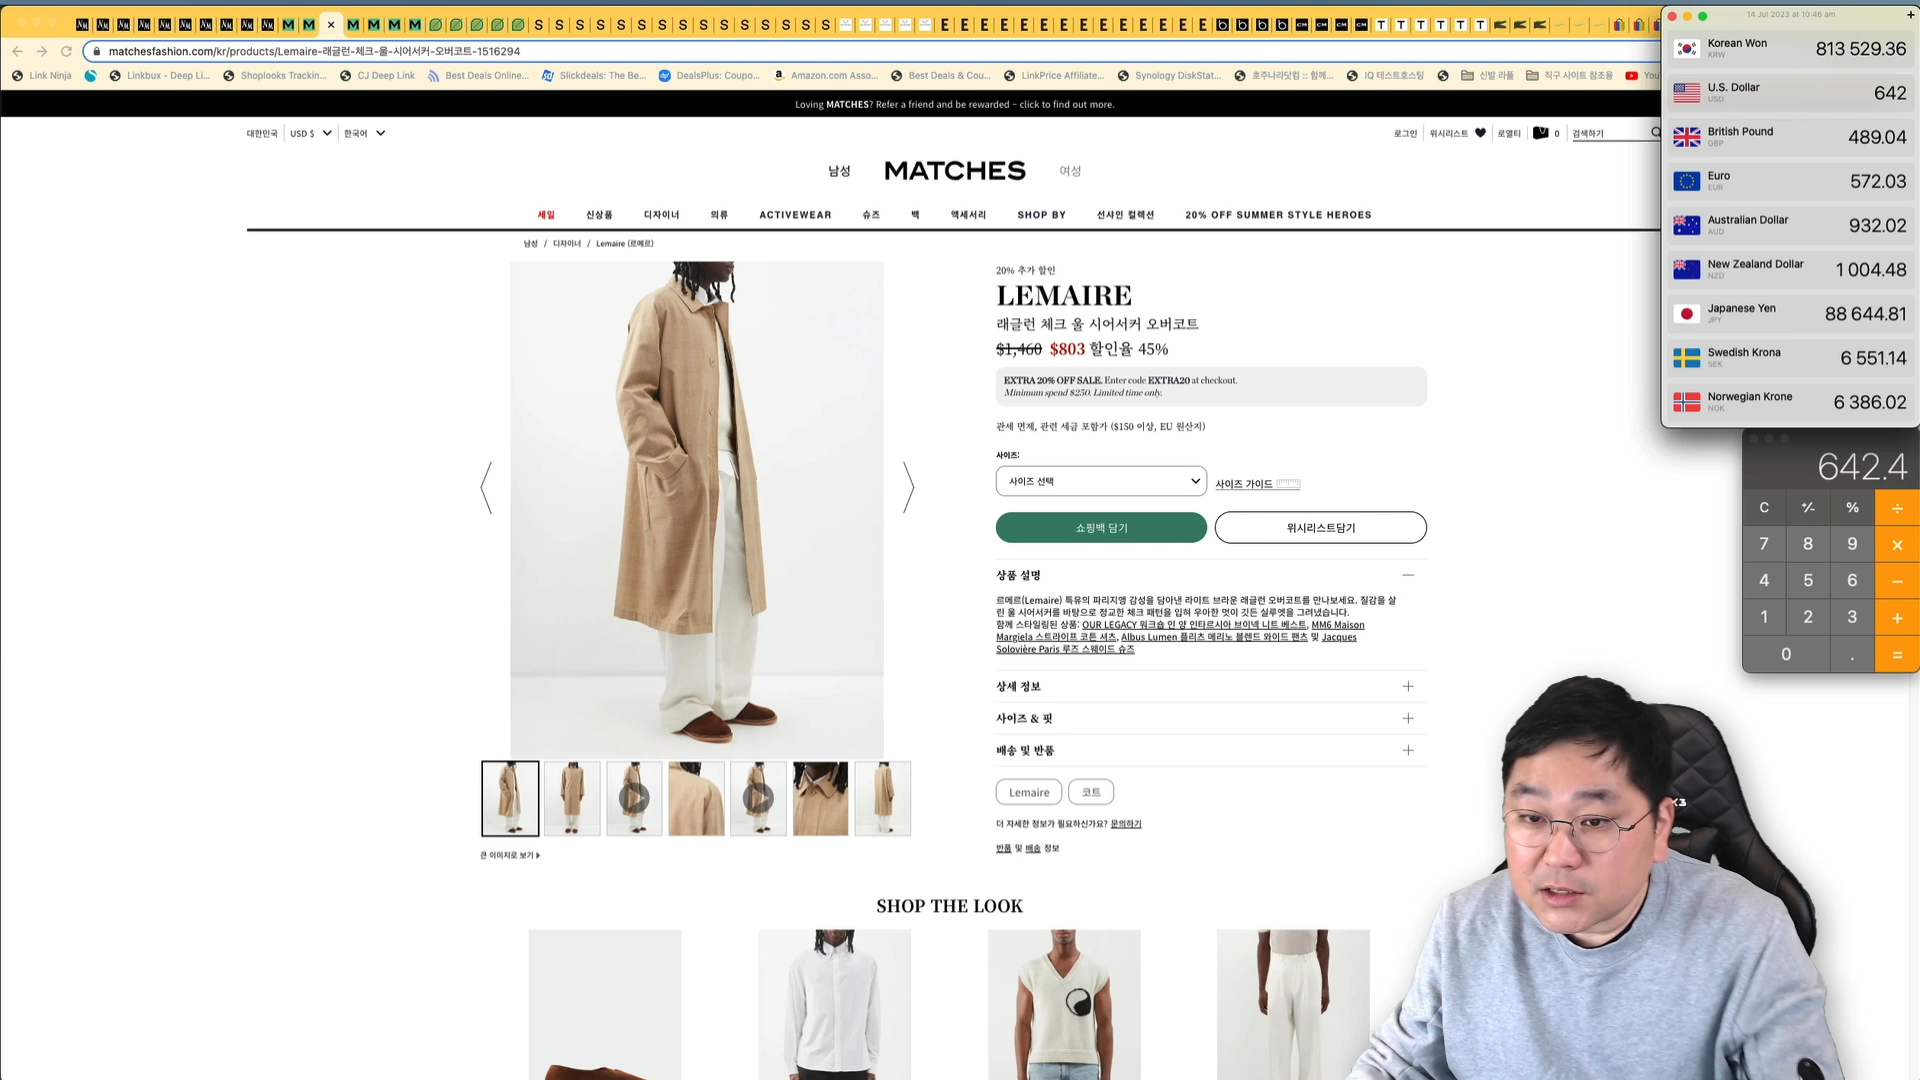 matchesfashion.com/kr/products/Lemaire-래글런-체크-울-시어서커-오버코트-1516294
Link Ninja
Linkbux - Deep Li...
Shoplooks Trackin...
CJ Deep Link
Best Deals Online...
Slickdeals: The Be...
DealsPlus: Coupo...
Amazon.com Asso...
Best Deals & Cou...
LinkPrice Affiliate...
Synology DiskStat...
호주나라닷컴 :: 함께...
IQ 테스트호스팅
신발 라플
직구 사이트 참조용
Loving MATCHES? Refer a friend and be rewarded – click to find out more.
대한민국
USD $
한국어
로그인
위시리스트
로열티
0
검색하기
남성
MATCHES
여성
세일
신상품
디자이너
의류
ACTIVEWEAR
슈즈
백
액세서리
SHOP BY
선샤인 컬렉션
20% OFF SUMMER STYLE HEROES
남성 / 디자이너 / Lemaire (르메르)
20% 추가 할인
LEMAIRE
래글런 체크 울 시어서커 오버코트
$1,460 $803 할인율 45%
EXTRA 20% OFF SALE. Enter code EXTRA20 at checkout.
Minimum spend $250. Limited time only.
관세 면제, 관련 세금 포함가 ($150 이상, EU 원산지)
사이즈:
사이즈 선택
사이즈 가이드
쇼핑백 담기
위시리스트담기
상품 설명
르메르(Lemaire) 특유의 파리지앵 감성을 담아낸 라이트 브라운 래글런 오버코트를 만나보세요. 질감을 살
린 울 시어서커를 바탕으로 정교한 체크 패턴을 입혀 우아한 멋이 깃든 실루엣을 그려냈습니다.
함께 스타일링된 상품: OUR LEGACY 워크숍 인 양 인타르시아 브이넥 니트 베스트, MM6 Maison
Margiela 스트라이프 코튼 셔츠, Albus Lumen 플리츠 메리노 블렌드 와이드 팬츠 및 Jacques
Solovière Paris 루즈 스웨이드 슈즈
상세 정보
사이즈 & 핏
배송 및 반품
Lemaire
코트
더 자세한 정보가 필요하신가요? 문의하기
반품 및 배송 정보
큰 이미지로 보기
SHOP THE LOOK
14 Jul 2023 at 10:46 am
Korean Won
KRW
813 529.36
U.S. Dollar
USD
642
British Pound
GBP
489.04
Euro
EUR
572.03
Australian Dollar
AUD
932.02
New Zealand Dollar
NZD
1 004.48
Japanese Yen
JPY
88 644.81
Swedish Krona
SEK
6 551.14
Norwegian Krone
NOK
6 386.02
642.4
C +/- % ÷
7 8 9 ×
4 5 6 −
1 2 3 +
0 . =